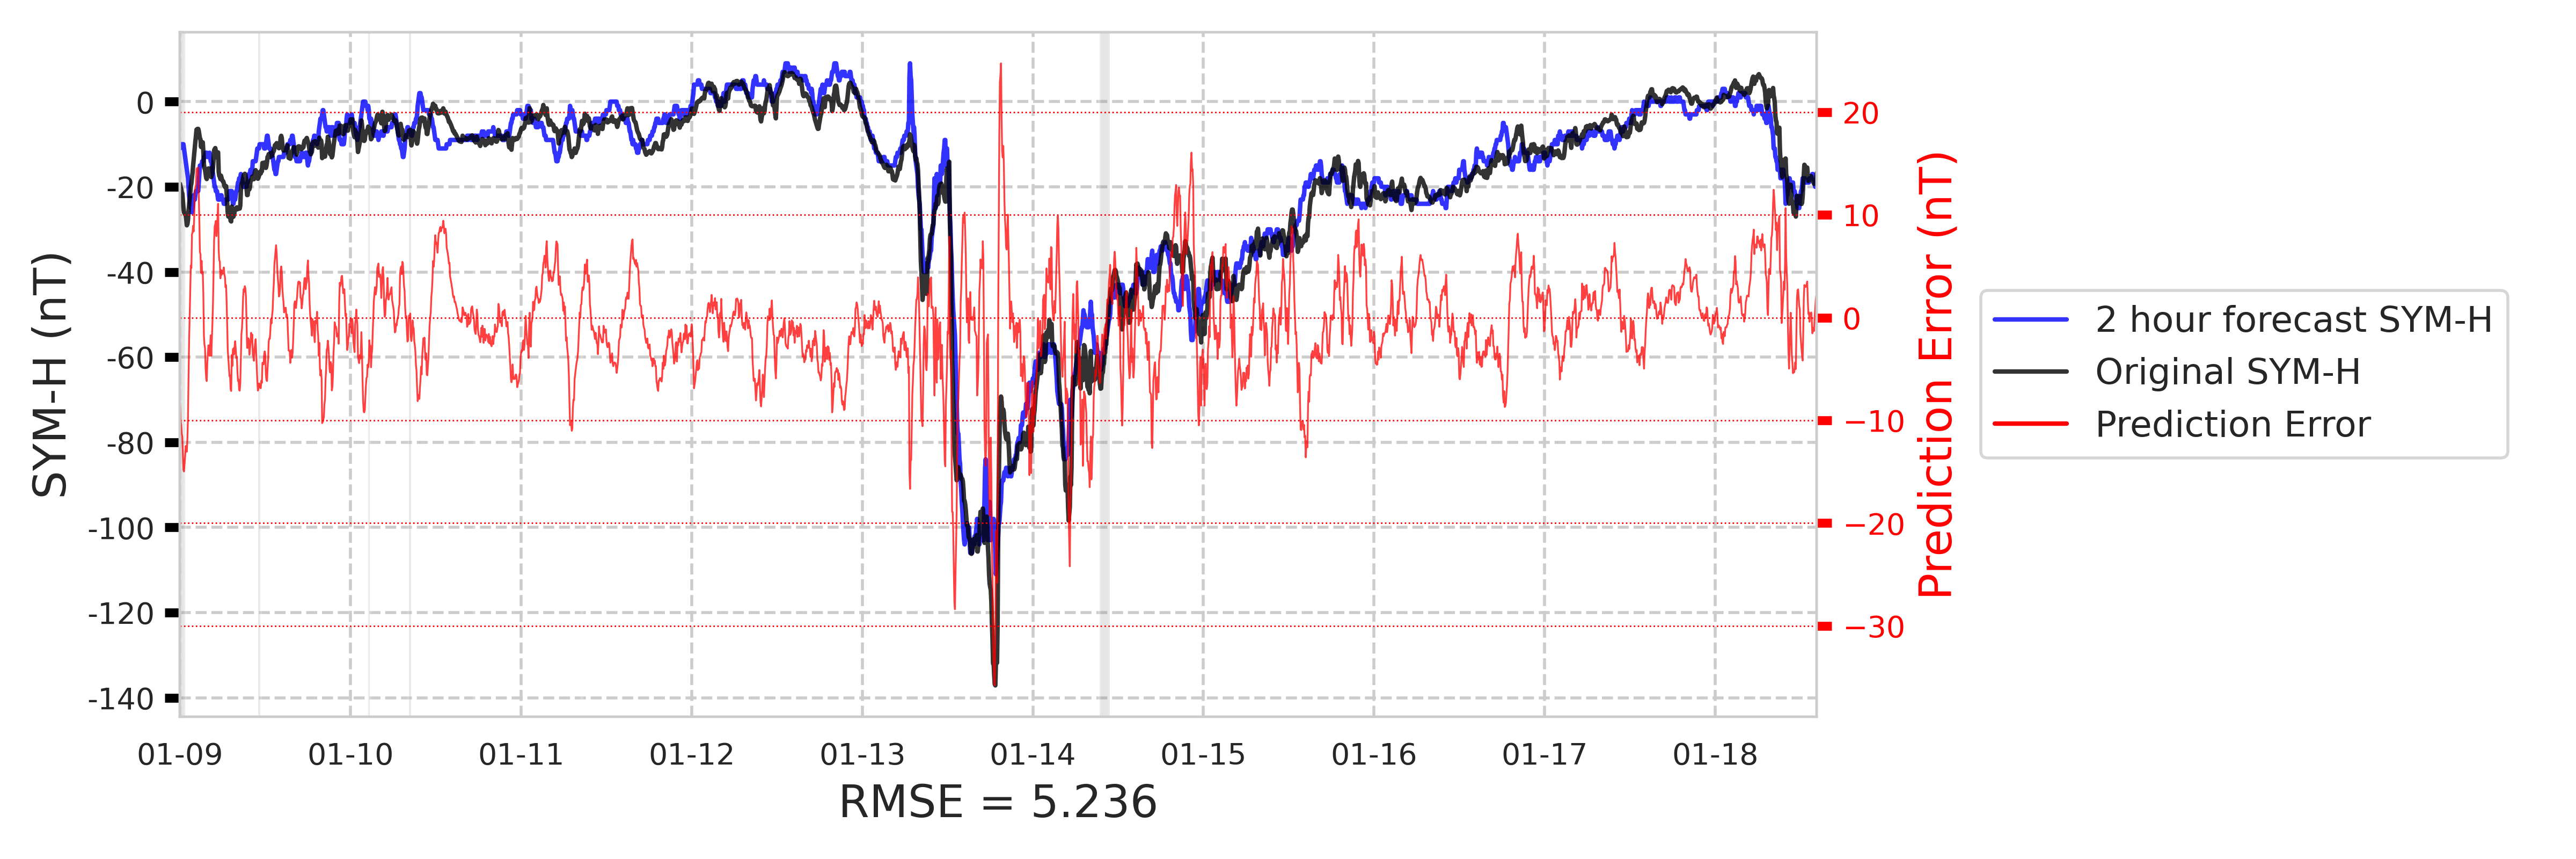 SYM-H (nT)
0
-20
-40
-60
-80
-100
-120
-140
01-09 01-10 01-11 01-12 01-13 01-14 01-15 01-16 01-17 01-18
RMSE = 5.236
20
10
0
−10
−20
−30
Prediction Error (nT)
2 hour forecast SYM-H
Original SYM-H
Prediction Error